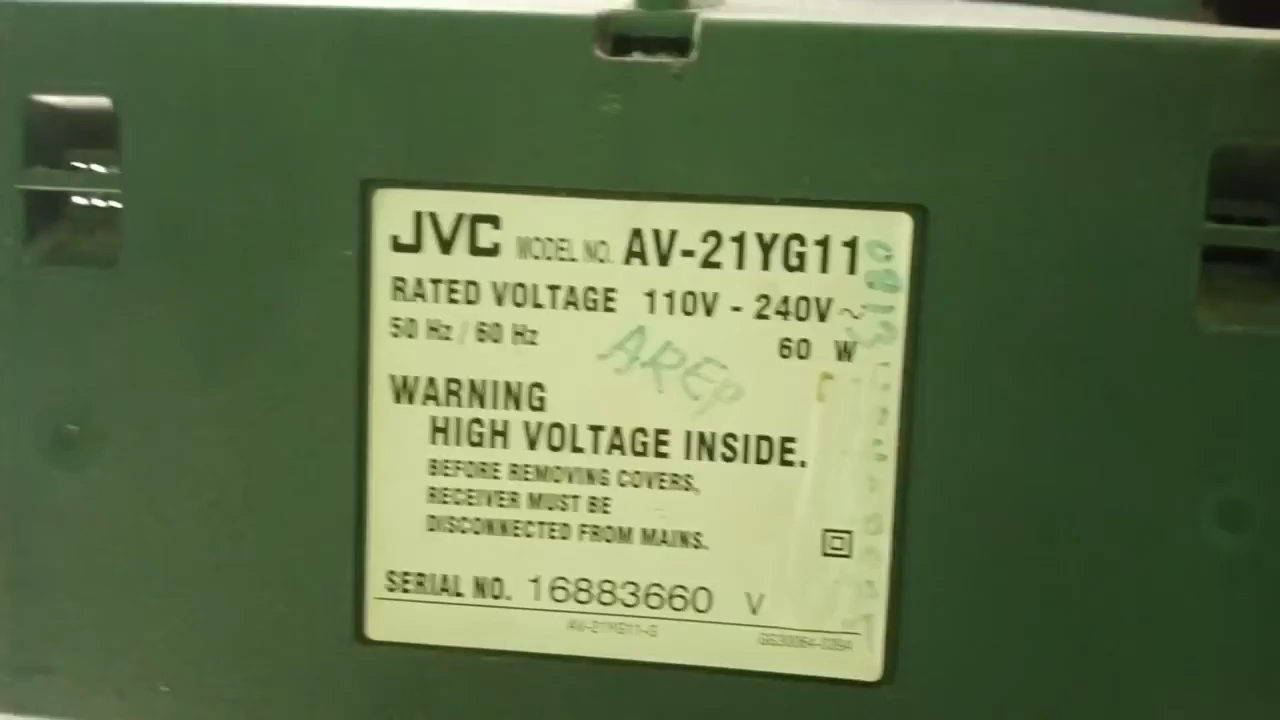 JVC MODEL NO. AV-21YG11
RATED VOLTAGE 110V - 240V ~
50 Hz / 60 Hz 60 W
WARNING
HIGH VOLTAGE INSIDE.
BEFORE REMOVING COVERS,
RECEIVER MUST BE
DISCONNECTED FROM MAINS.
SERIAL NO. 16883660 V
AV-21YG11-G